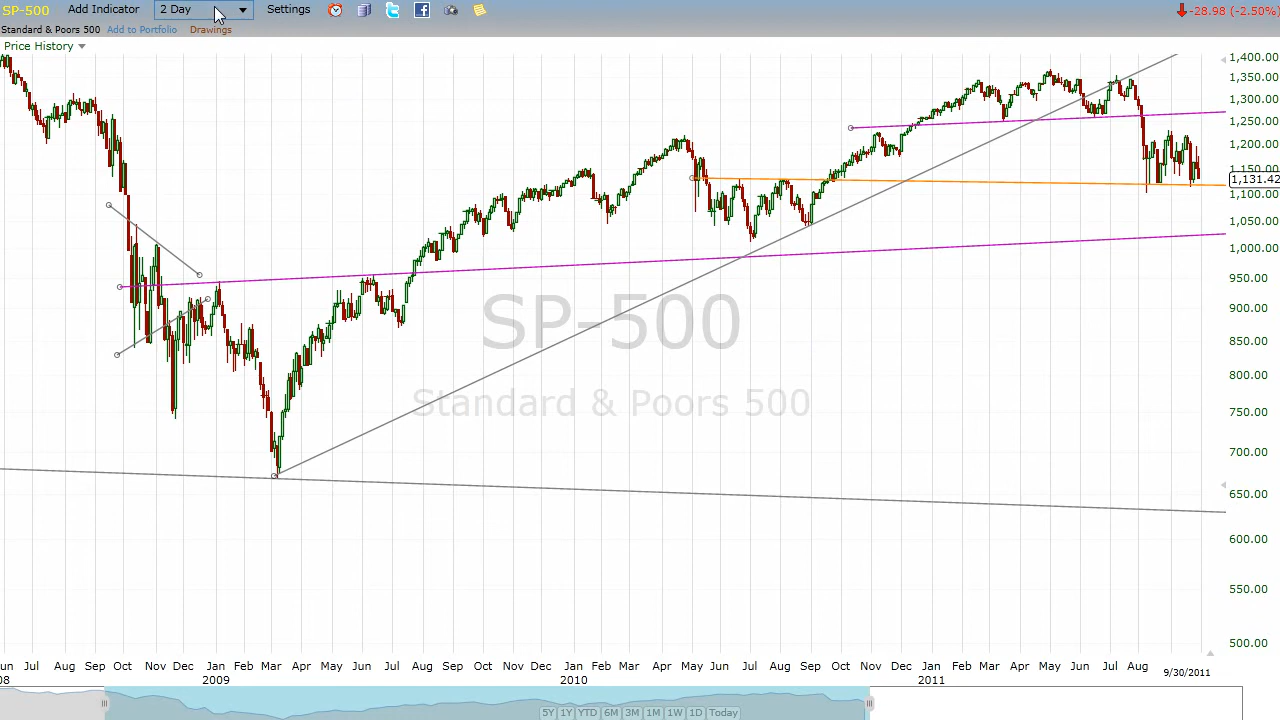 SP-500 Add Indicator 2 Day Settings -28.98 (-2.50%)
Standard & Poors 500 Add to Portfolio Drawings
Price History
1,400.00
1,350.00
1,300.00
1,250.00
1,200.00
1,150.00
1,131.42
1,100.00
1,050.00
1,000.00
950.00
900.00
850.00
800.00
750.00
700.00
650.00
600.00
550.00
500.00
SP-500
Standard & Poors 500
un Jul Aug Sep Oct Nov Dec Jan Feb Mar Apr May Jun Jul Aug Sep Oct Nov Dec Jan Feb Mar Apr May Jun Jul Aug Sep Oct Nov Dec Jan Feb Mar Apr May Jun Jul Aug 9/30/2011
08 2009 2010 2011
5Y 1Y YTD 6M 3M 1M 1W 1D Today